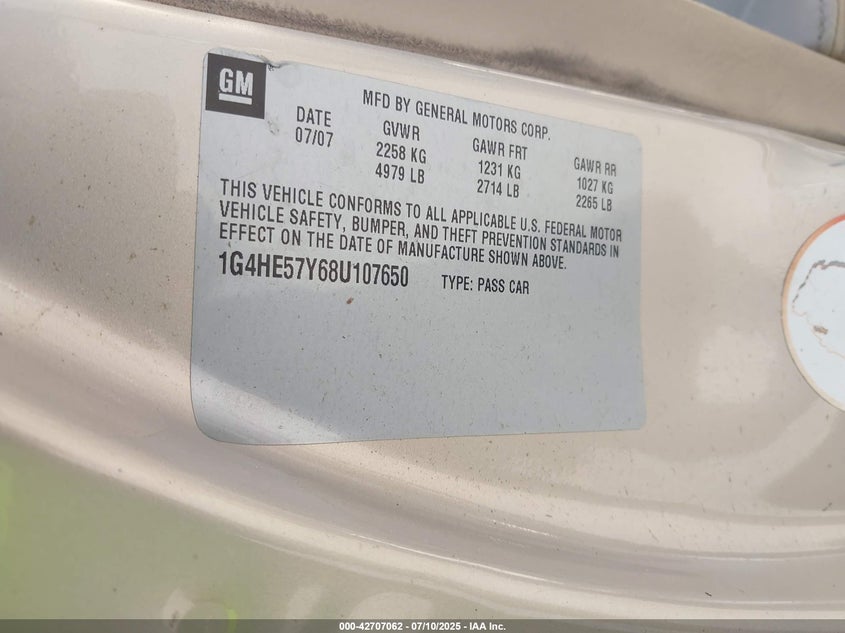 GM
MFD BY GENERAL MOTORS CORP.
DATE GVWR GAWR FRT GAWR RR
07/07 2258 KG 1231 KG 1027 KG
4979 LB 2714 LB 2265 LB
THIS VEHICLE CONFORMS TO ALL APPLICABLE U.S. FEDERAL MOTOR
VEHICLE SAFETY, BUMPER, AND THEFT PREVENTION STANDARDS IN
EFFECT ON THE DATE OF MANUFACTURE SHOWN ABOVE.
1G4HE57Y68U107650 TYPE: PASS CAR
000-42707062 - 07/10/2025 - IAA Inc.